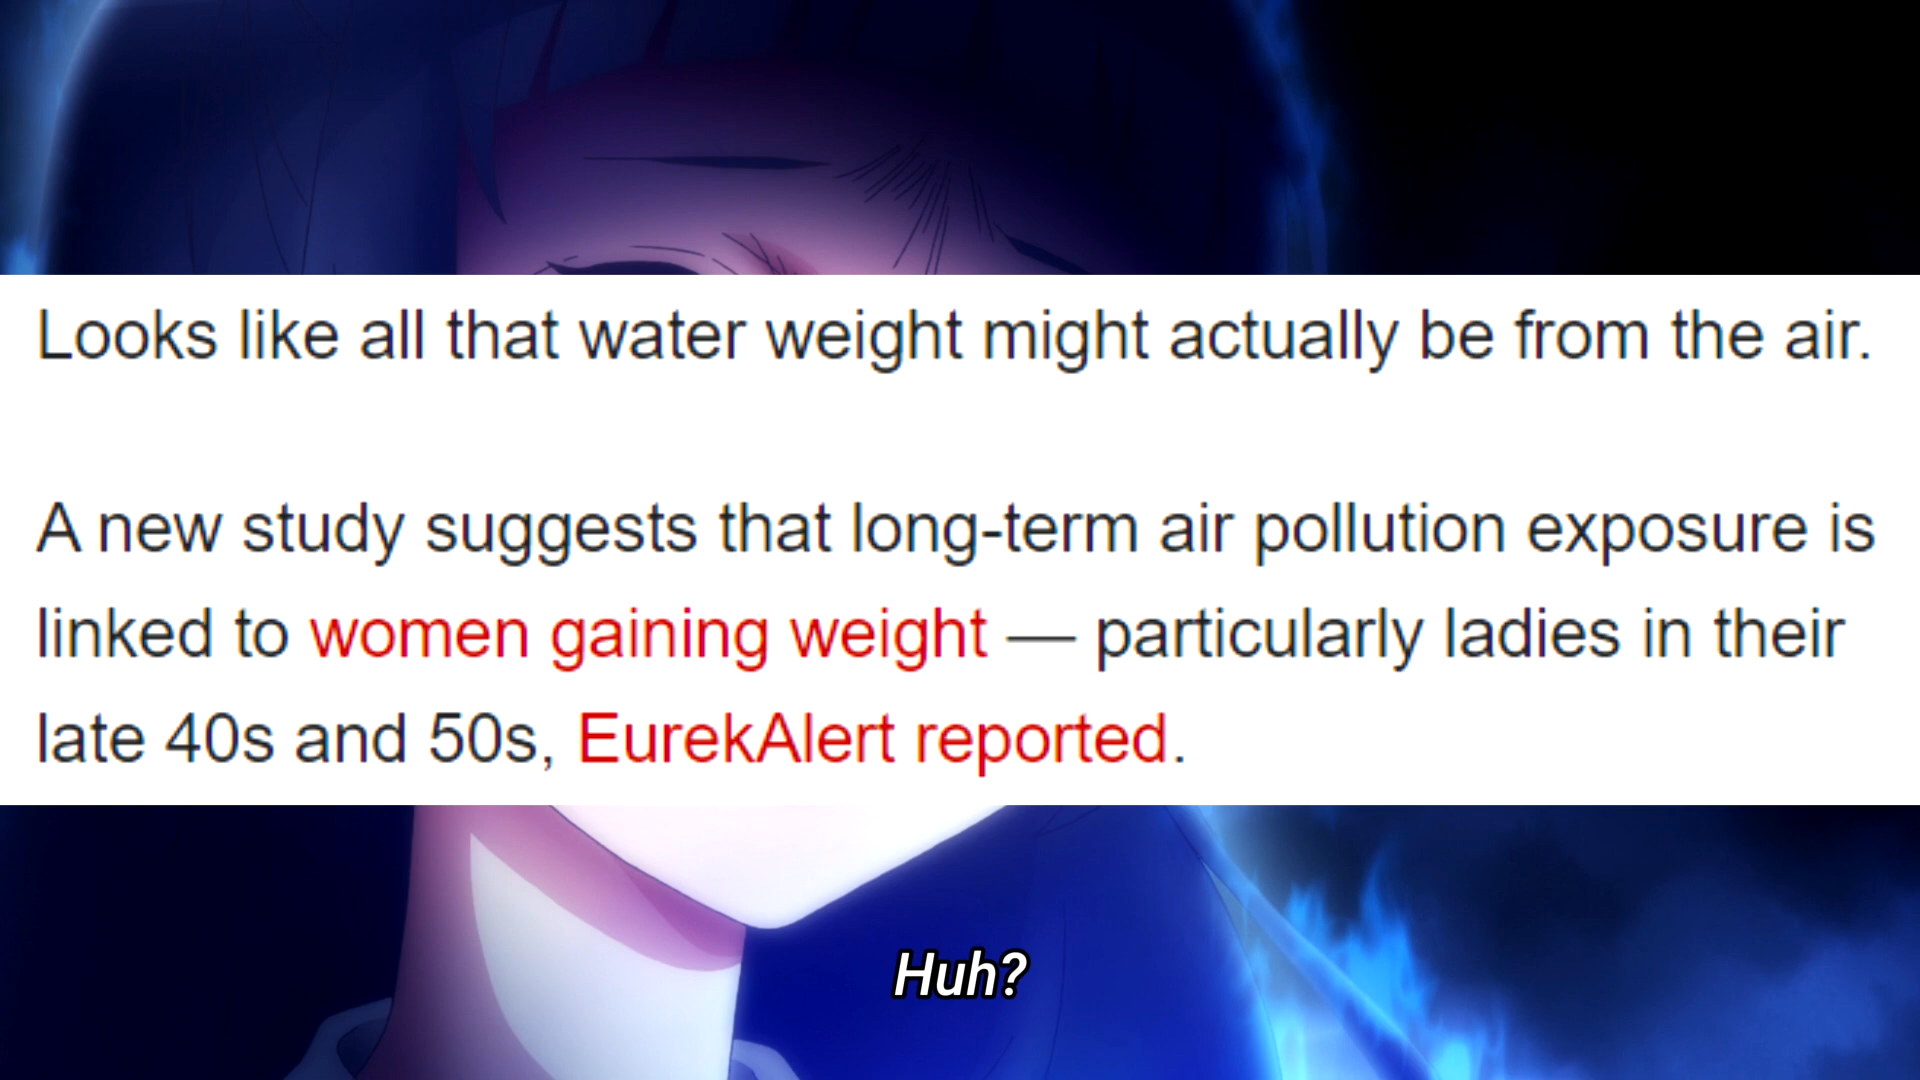 Looks like all that water weight might actually be from the air.
A new study suggests that long-term air pollution exposure is
linked to women gaining weight — particularly ladies in their
late 40s and 50s, EurekAlert reported.
Huh?